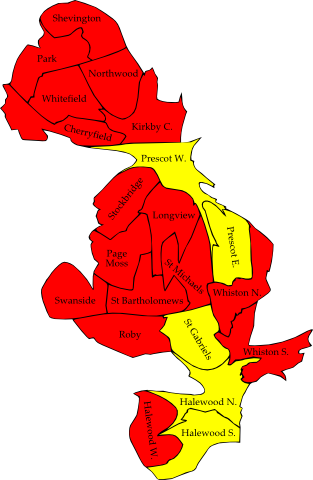 Shevington
Park
Northwood
Whitefield
Cherryfield
Kirkby C.
Prescot W.
Stockbridge
Longview
Prescot E.
Page
Moss
St Michaels
Whiston N.
Swanside
St Bartholomews
Roby
St Gabriels
Whiston S.
Halewood N.
Halewood W.
Halewood S.